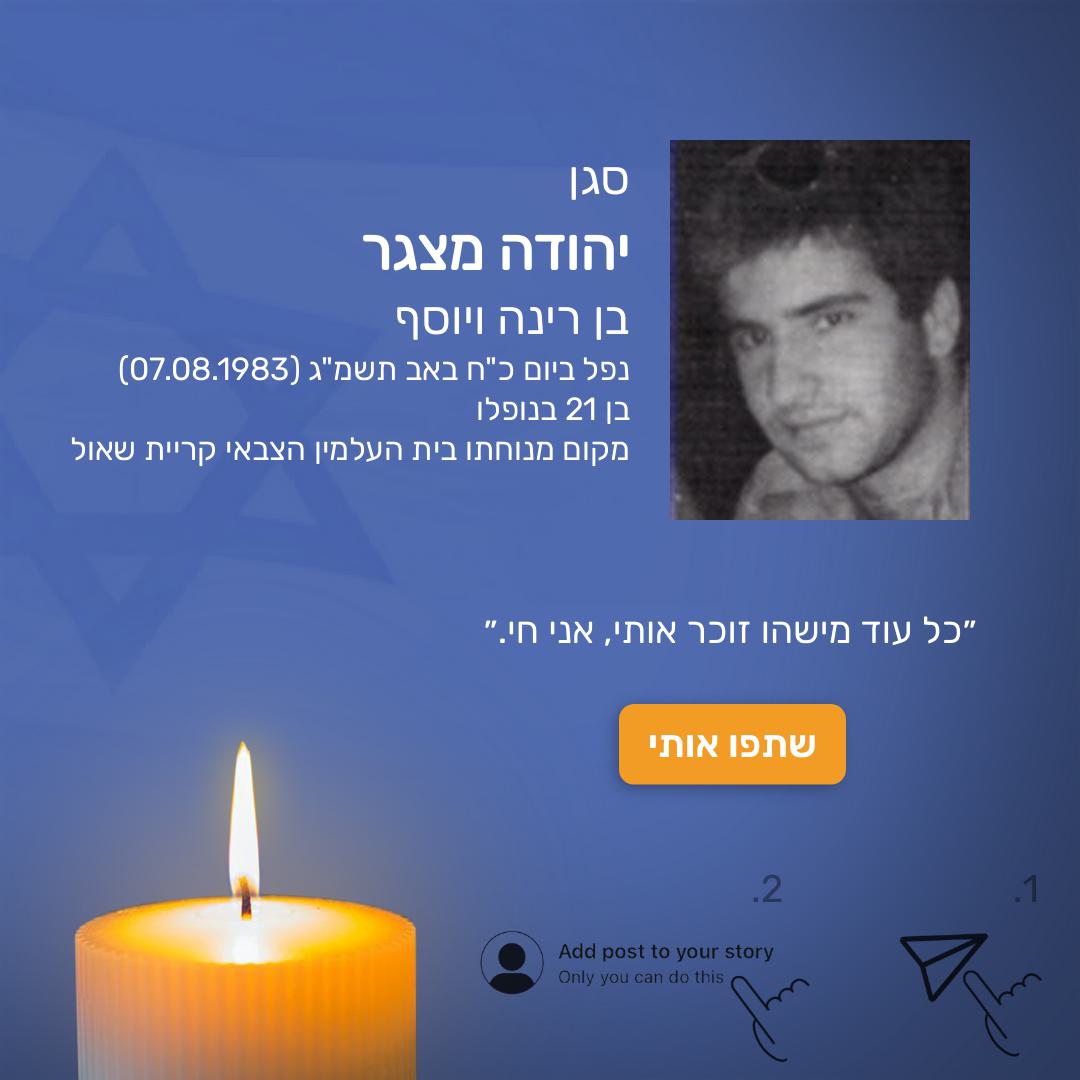 סגן
יהודה מצגר
בן רינה ויוסף
נפל ביום כ"ח באב תשמ"ג (07.08.1983)
בן 21 בנופלו
מקום מנוחתו בית העלמין הצבאי קריית שאול
״כל עוד מישהו זוכר אותי, אני חי.״
שתפו אותי
1.
2.
Add post to your story
Only you can do this